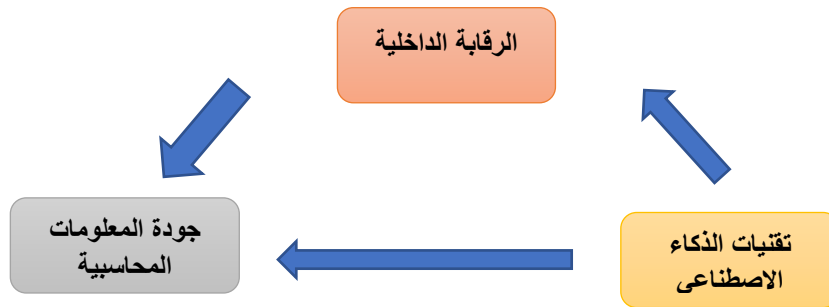 الرقابة الداخلية
تقنيات الذكاء
الاصطناعى
جودة المعلومات
المحاسبية